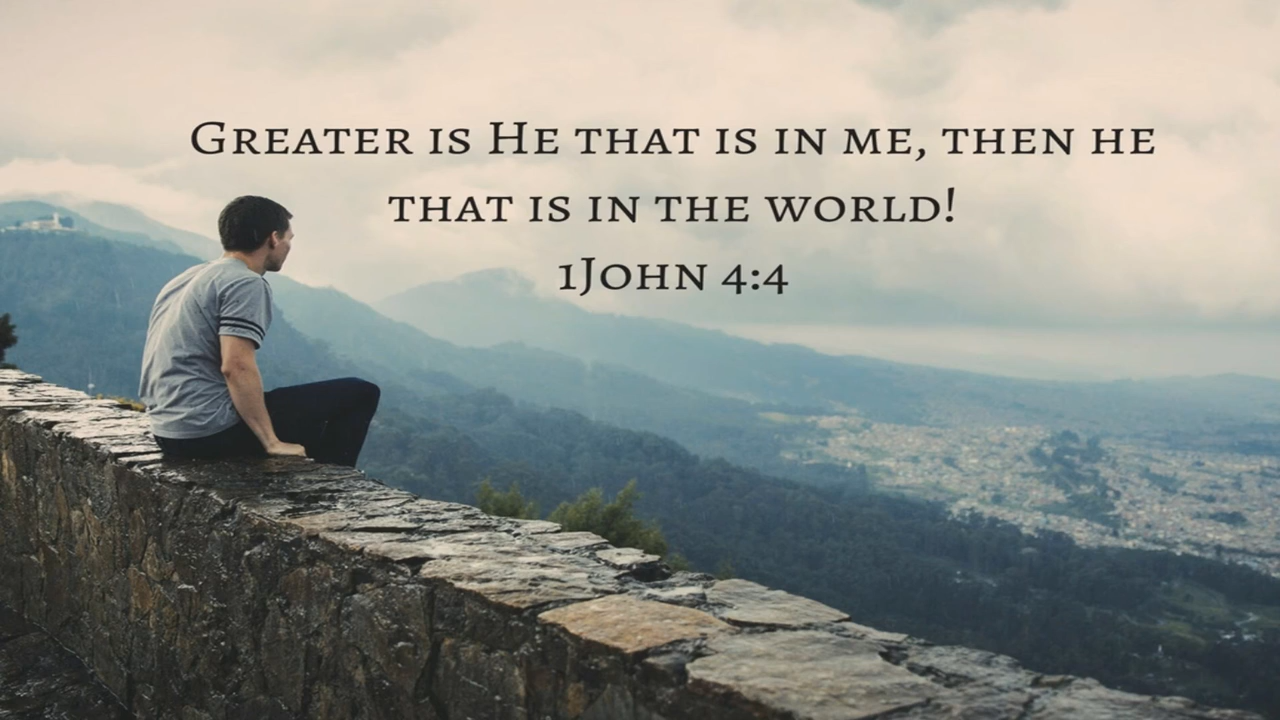 Greater is He that is in me, then he
that is in the world!
1John 4:4